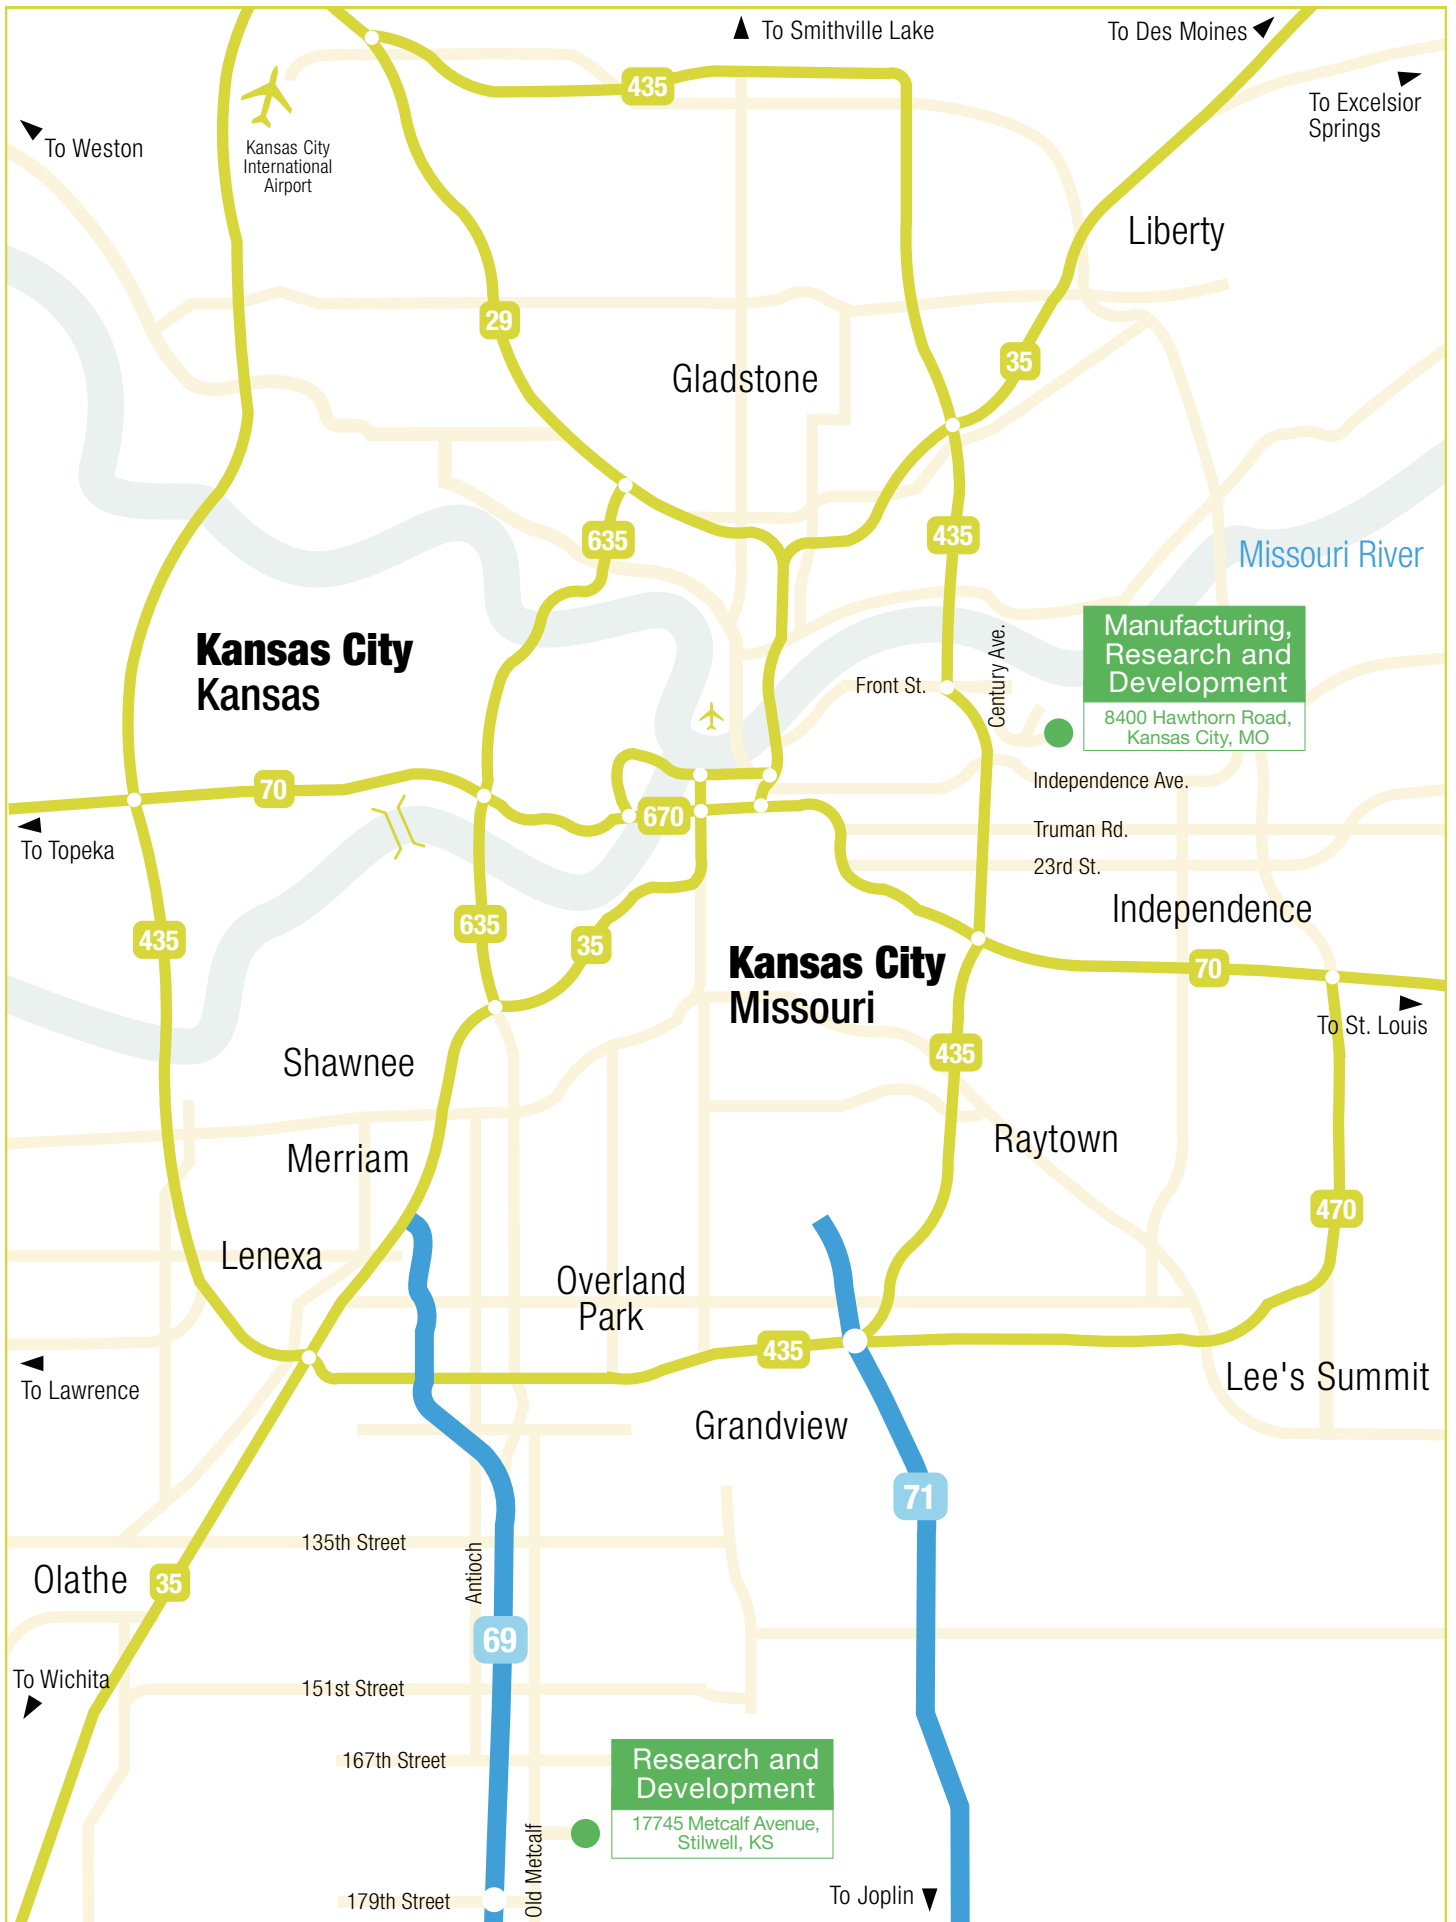 To Smithville Lake
To Des Moines
435
To Excelsior
Springs
To Weston
Kansas City
International
Airport
Liberty
29
35
Gladstone
635
435
Missouri River
Kansas City
Kansas
Manufacturing,
Research and
Development
8400 Hawthorn Road,
Kansas City, MO
Century Ave.
Front St.
Independence Ave.
70
670
To Topeka
Truman Rd.
23rd St.
Independence
435
635
35
Kansas City
Missouri
70
To St. Louis
Shawnee
435
Raytown
Merriam
470
Lenexa
Overland
Park
435
To Lawrence
Lee's Summit
Grandview
71
135th Street
Antioch
Olathe
35
69
To Wichita
151st Street
167th Street
Research and
Development
17745 Metcalf Avenue,
Stilwell, KS
Old Metcalf
179th Street
To Joplin